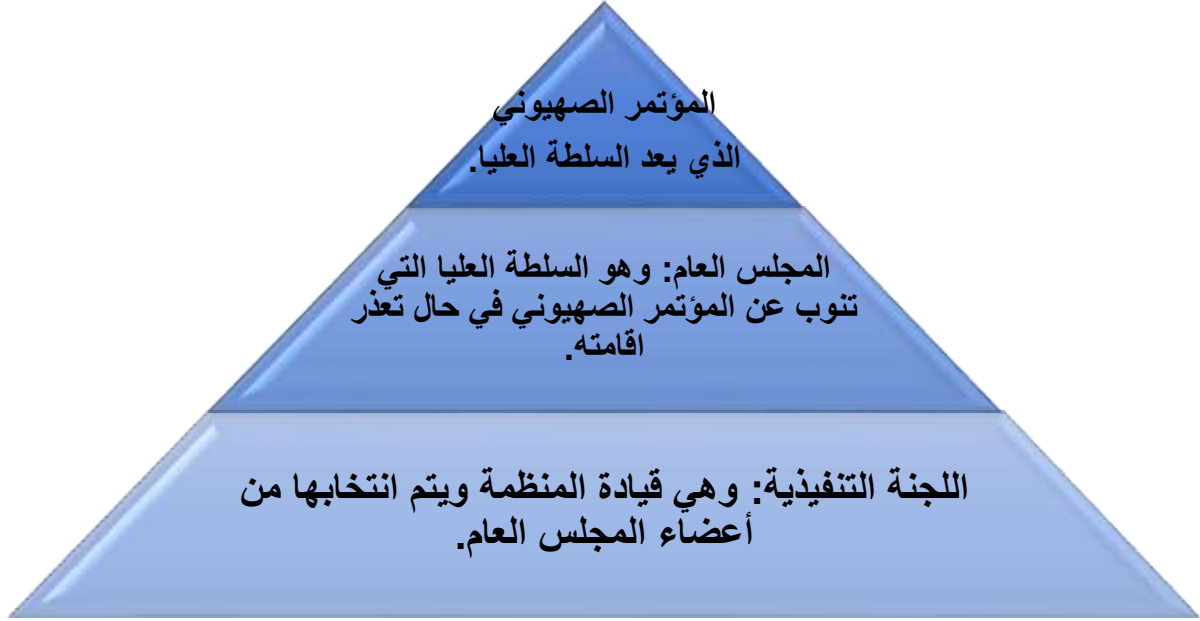 المؤتمر الصهيوني
الذي يعد السلطة العليا.
المجلس العام: وهو السلطة العليا التي
تنوب عن المؤتمر الصهيوني في حال تعذر
اقامته.
اللجنة التنفيذية: وهي قيادة المنظمة ويتم انتخابها من
أعضاء المجلس العام.